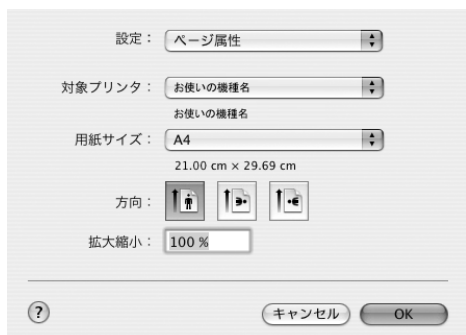 設定： ページ属性
対象プリンタ： お使いの機種名
お使いの機種名
用紙サイズ： A4
21.00 cm × 29.69 cm
方向：
拡大縮小： 100 %
? キャンセル OK